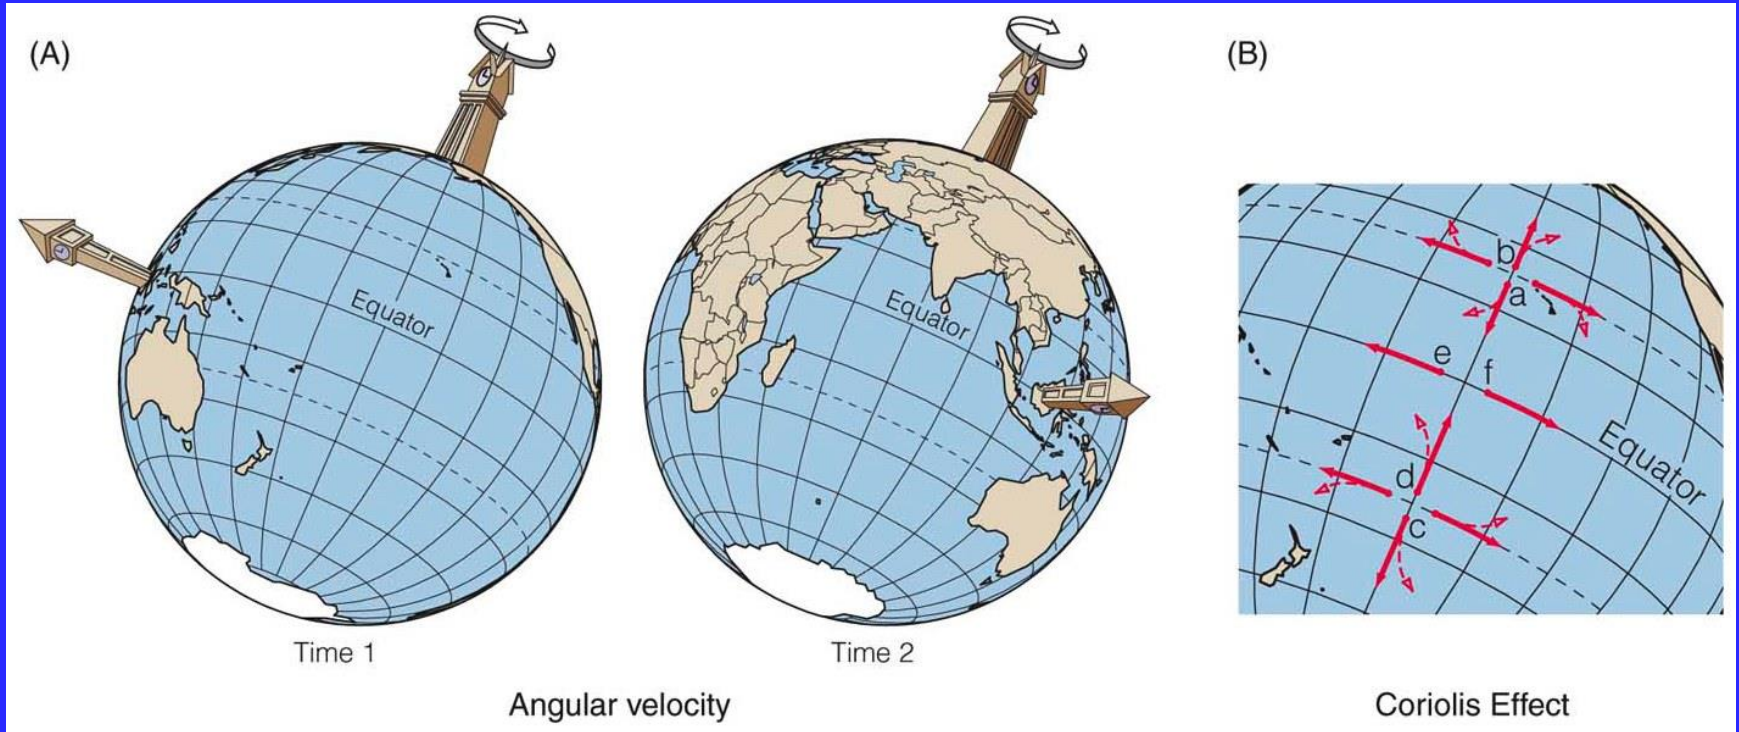 (A)
(B)
Equator
Equator
b
a
e
f
Equator
d
c
Time 1
Time 2
Angular velocity
Coriolis Effect